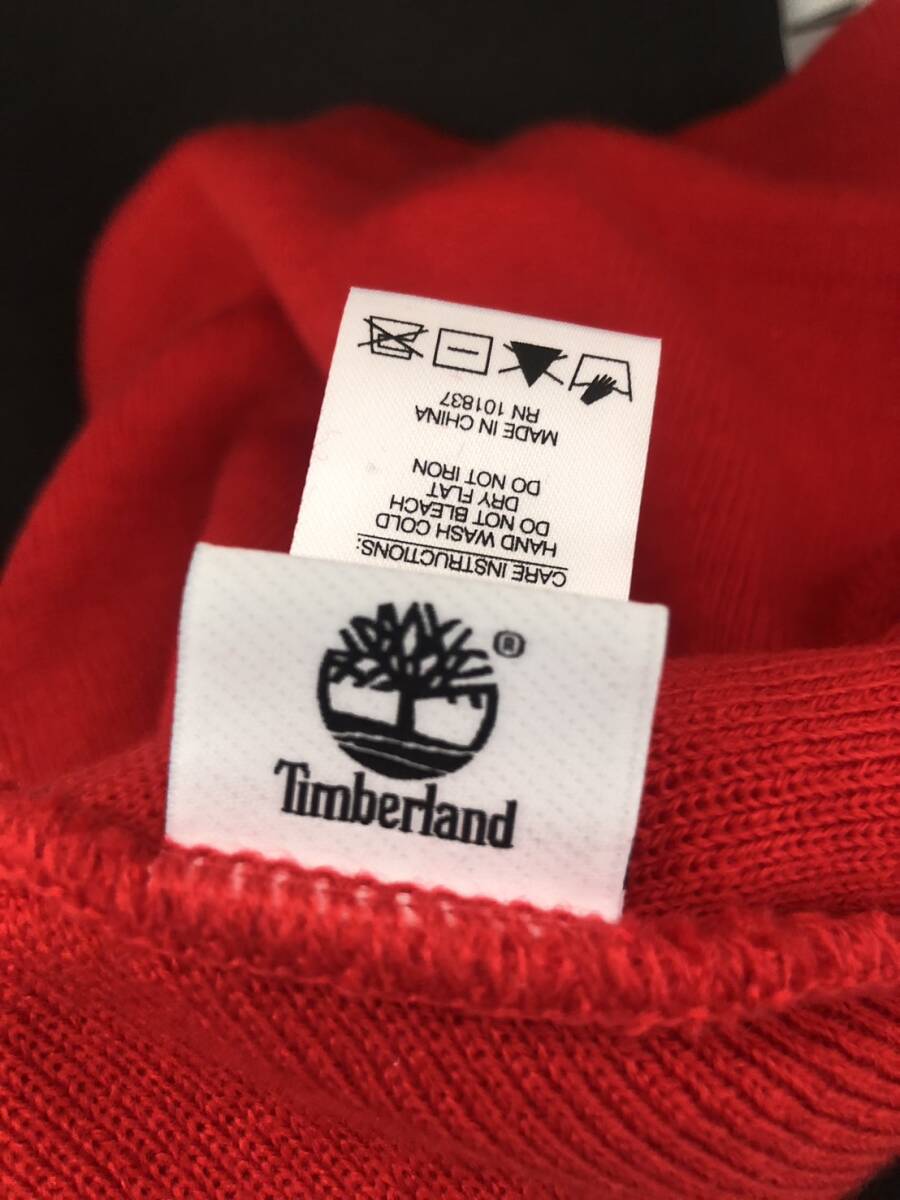 Timberland
®
CARE INSTRUCTIONS:
HAND WASH COLD
DO NOT BLEACH
DRY FLAT
DO NOT IRON
MADE IN CHINA
RN 101837